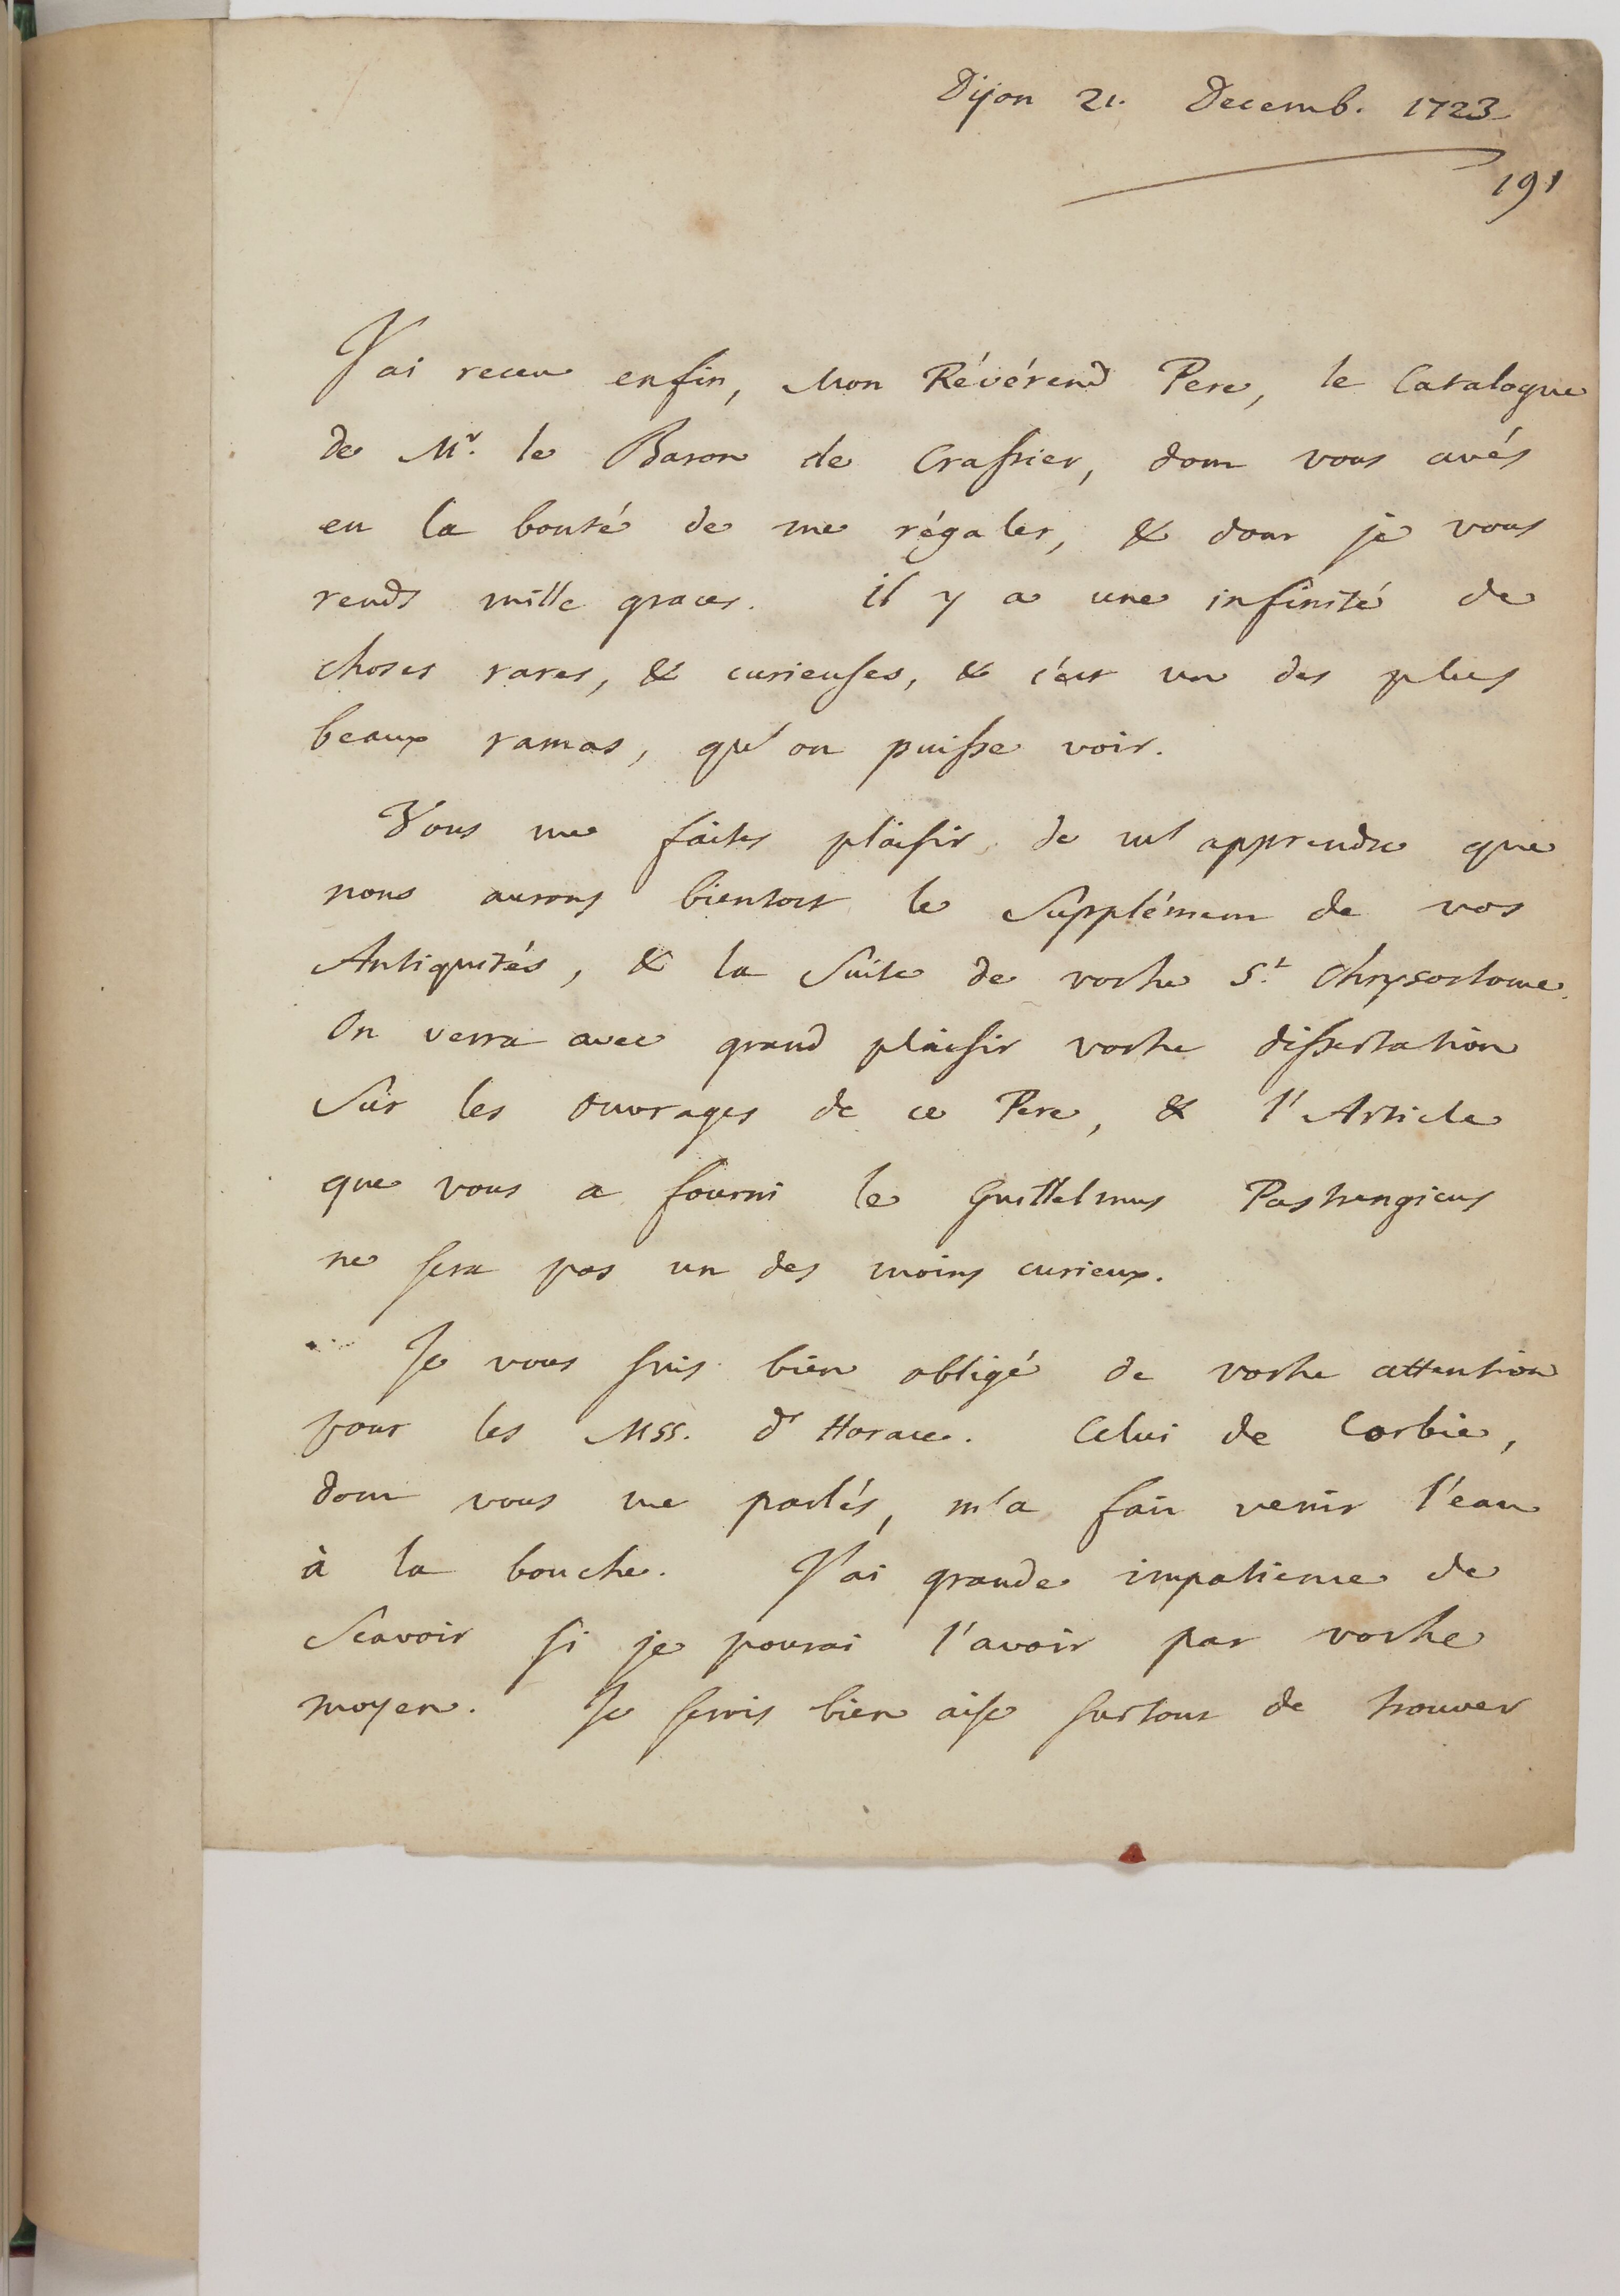 Dijon 21. Decemb. 1723
191
J'ai receu enfin, Mon Révérend Pere, le Catalogue
de Mr. le Baron de Crassier, dont vous avés
eu la bonté de me régaler, & dont je vous
rends mille graces. il y a une infinité de
choses rares, & curieuses, & c'est un des plus
beaux ramas, qu'on puisse voir.
Vous me faites plaisir de m'apprendre que
nous aurons bientost le Supplément de vos
Antiquités, & la Suite de vostre St. Chrysostome.
On verra avec grand plaisir vostre dissertation
Sur les Ouvrages de ce Pere, & l'Article
que vous a fourni le Guillelmus Pastrengicus
ne sera pas un des moins curieux.
Je vous suis bien obligé de vostre attention
pour les MSS. d'Horace. Celui de Corbie,
dont vous me parlés, m'a fait venir l'eau
à la bouche. J'ai grande impatience de
Scavoir si je pourai l'avoir par vostre
moyen. Je serois bien aise surtout de trouver